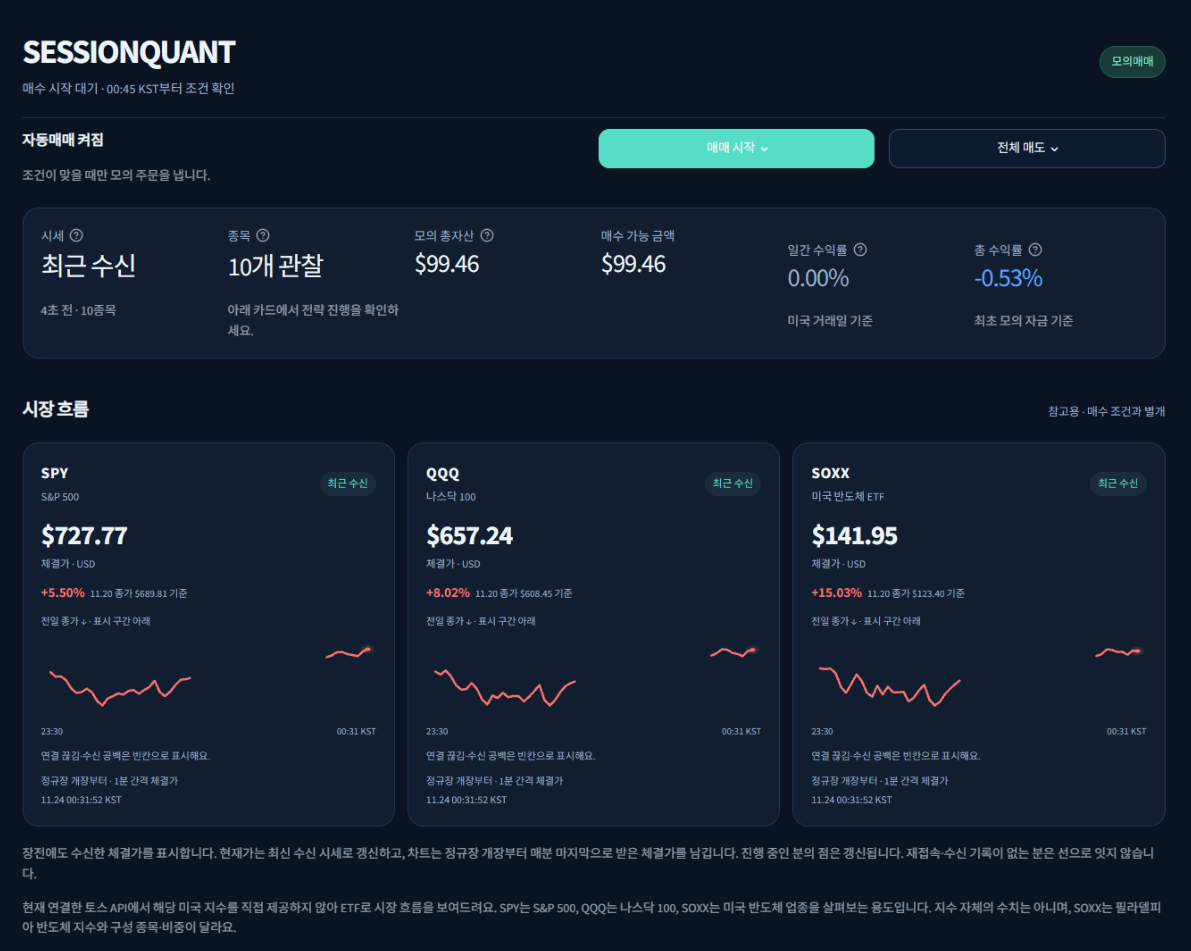 SESSIONQUANT
매수 시작 대기 · 00:45 KST부터 조건 확인
모의매매
자동매매 켜짐
조건이 맞을 때만 모의 주문을 냅니다.
매매 시작
전체 매도
시세 ?
최근 수신
4초 전 · 10종목
종목 ?
10개 관찰
아래 카드에서 전략 진행을 확인하
세요.
모의 총자산 ?
$99.46
매수 가능 금액
$99.46
일간 수익률 ?
0.00%
미국 거래일 기준
총 수익률 ?
-0.53%
최초 모의 자금 기준
시장 흐름
참고용 · 매수 조건과 별개
SPY
S&P 500
최근 수신
$727.77
체결가 · USD
+5.50% 11.20 종가 $689.81 기준
전일 종가 ↓ · 표시 구간 아래
23:30
00:31 KST
연결 끊김·수신 공백은 빈칸으로 표시해요.
정규장 개장부터 · 1분 간격 체결가
11.24 00:31:52 KST
QQQ
나스닥 100
최근 수신
$657.24
체결가 · USD
+8.02% 11.20 종가 $608.45 기준
전일 종가 ↓ · 표시 구간 아래
23:30
00:31 KST
연결 끊김·수신 공백은 빈칸으로 표시해요.
정규장 개장부터 · 1분 간격 체결가
11.24 00:31:52 KST
SOXX
미국 반도체 ETF
최근 수신
$141.95
체결가 · USD
+15.03% 11.20 종가 $123.40 기준
전일 종가 ↓ · 표시 구간 아래
23:30
00:31 KST
연결 끊김·수신 공백은 빈칸으로 표시해요.
정규장 개장부터 · 1분 간격 체결가
11.24 00:31:52 KST
장전에도 수신한 체결가를 표시합니다. 현재가는 최신 수신 시세로 갱신하고, 차트는 정규장 개장부터 매분 마지막으로 받은 체결가를 남깁니다. 진행 중인 분의 점은 갱신됩니다. 재접속·수신 기록이 없는 분은 선으로 잇지 않습니
다.
현재 연결한 토스 API에서 해당 미국 지수를 직접 제공하지 않아 ETF로 시장 흐름을 보여드려요. SPY는 S&P 500, QQQ는 나스닥 100, SOXX는 미국 반도체 업종을 살펴보는 용도입니다. 지수 자체의 수치는 아니며, SOXX는 필라델피
아 반도체 지수와 구성 종목·비중이 달라요.